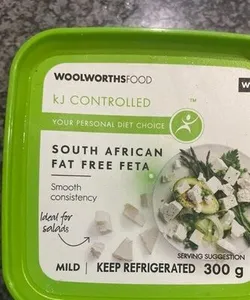 WOOLWORTHSFOOD
W
kJ CONTROLLED
TM
YOUR PERSONAL DIET CHOICE
SOUTH AFRICAN
FAT FREE FETA
Smooth
consistency
Ideal for
salads
SERVING SUGGESTION
MILD | KEEP REFRIGERATED 300 g